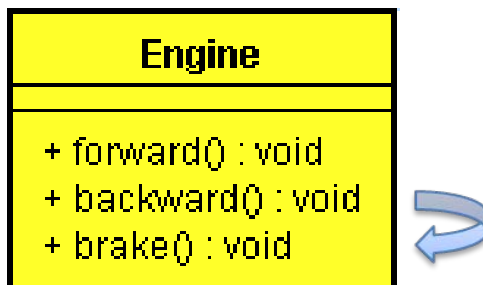 Engine
+ forward() : void
+ backward() : void
+ brake() : void